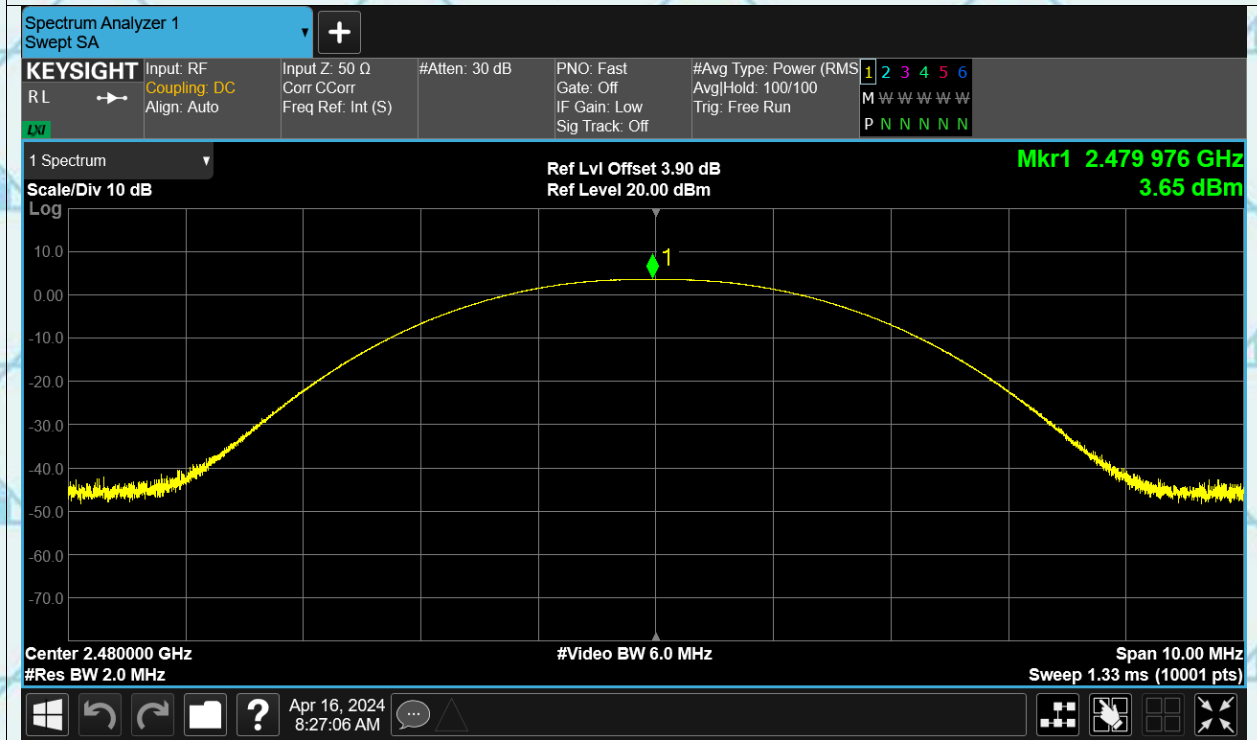 Spectrum Analyzer 1
Swept SA
KEYSIGHT
RL
LXI
Input: RF
Coupling: DC
Align: Auto
Input Z: 50 Ω
Corr CCorr
Freq Ref: Int (S)
#Atten: 30 dB
PNO: Fast
Gate: Off
IF Gain: Low
Sig Track: Off
#Avg Type: Power (RMS
Avg|Hold: 100/100
Trig: Free Run
1 2 3 4 5 6
M W W W W W
P N N N N N
1 Spectrum
Scale/Div 10 dB
Log
Ref Lvl Offset 3.90 dB
Ref Level 20.00 dBm
Mkr1 2.479 976 GHz
3.65 dBm
1
10.0
0.00
-10.0
-20.0
-30.0
-40.0
-50.0
-60.0
-70.0
Center 2.480000 GHz
#Res BW 2.0 MHz
#Video BW 6.0 MHz
Span 10.00 MHz
Sweep 1.33 ms (10001 pts)
?
Apr 16, 2024
8:27:06 AM